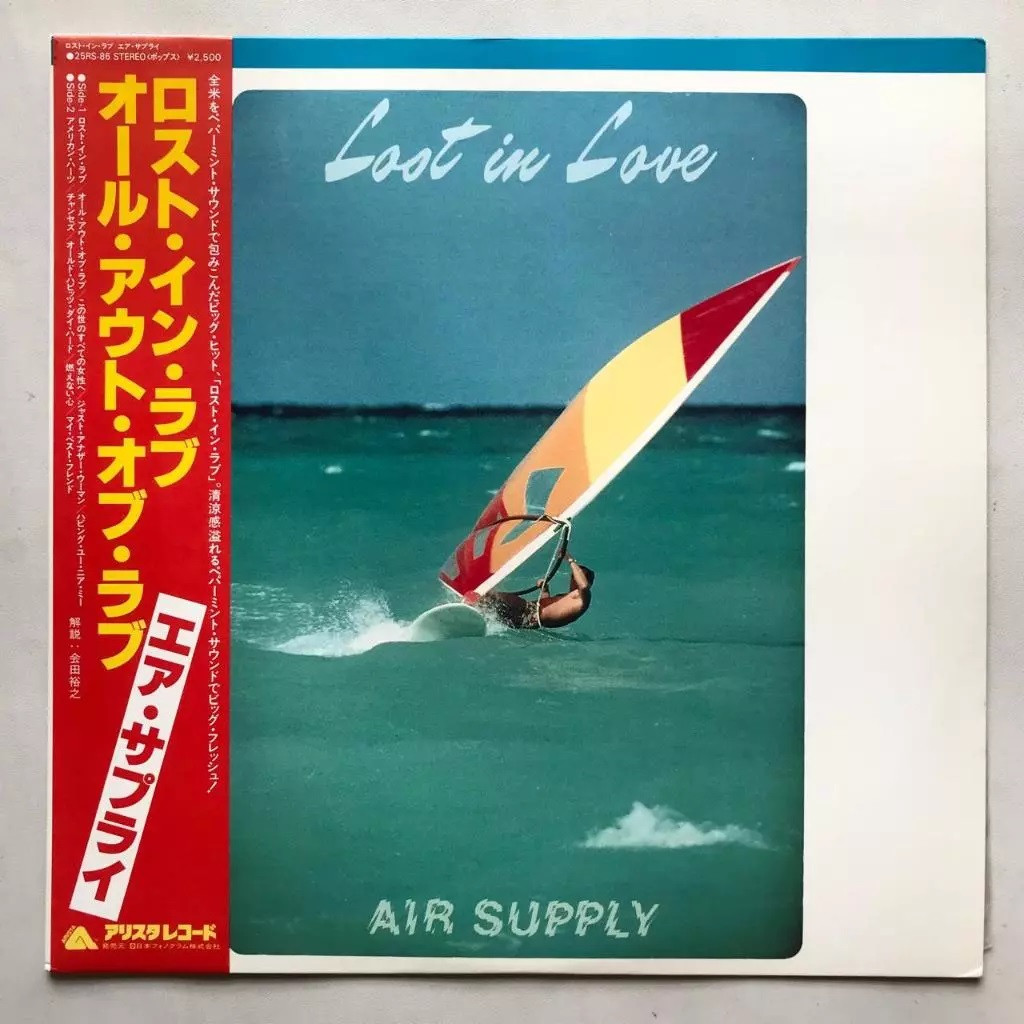 ロスト・イン・ラブ エア・サプライ
●25RS-86 STEREO〈ポップス〉 ¥2,500
全米をペパーミント・サウンドで包みこんだビッグ・ヒット、「ロスト・イン・ラブ」。清涼感溢れるペパーミント・サウンドでビッグ・フレッシュ!
ロスト・イン・ラブ
オール・アウト・オブ・ラブ
エア・サプライ
●Side-1 ロスト・イン・ラブ/オール・アウト・オブ・ラブ/この世のすべての女性へ/ジャスト・アナザー・ウーマン/ハビング・ユー・ニア・ミー
●Side-2 アメリカン・ハーツ/チャンセズ/オールド・ハビッツ・ダイ・ハード/燃えない心/マイ・ベスト・フレンド
解説:会田裕之
ARISTA
アリスタレコード
発売元 日本フォノグラム株式会社
Lost in Love
AIR SUPPLY